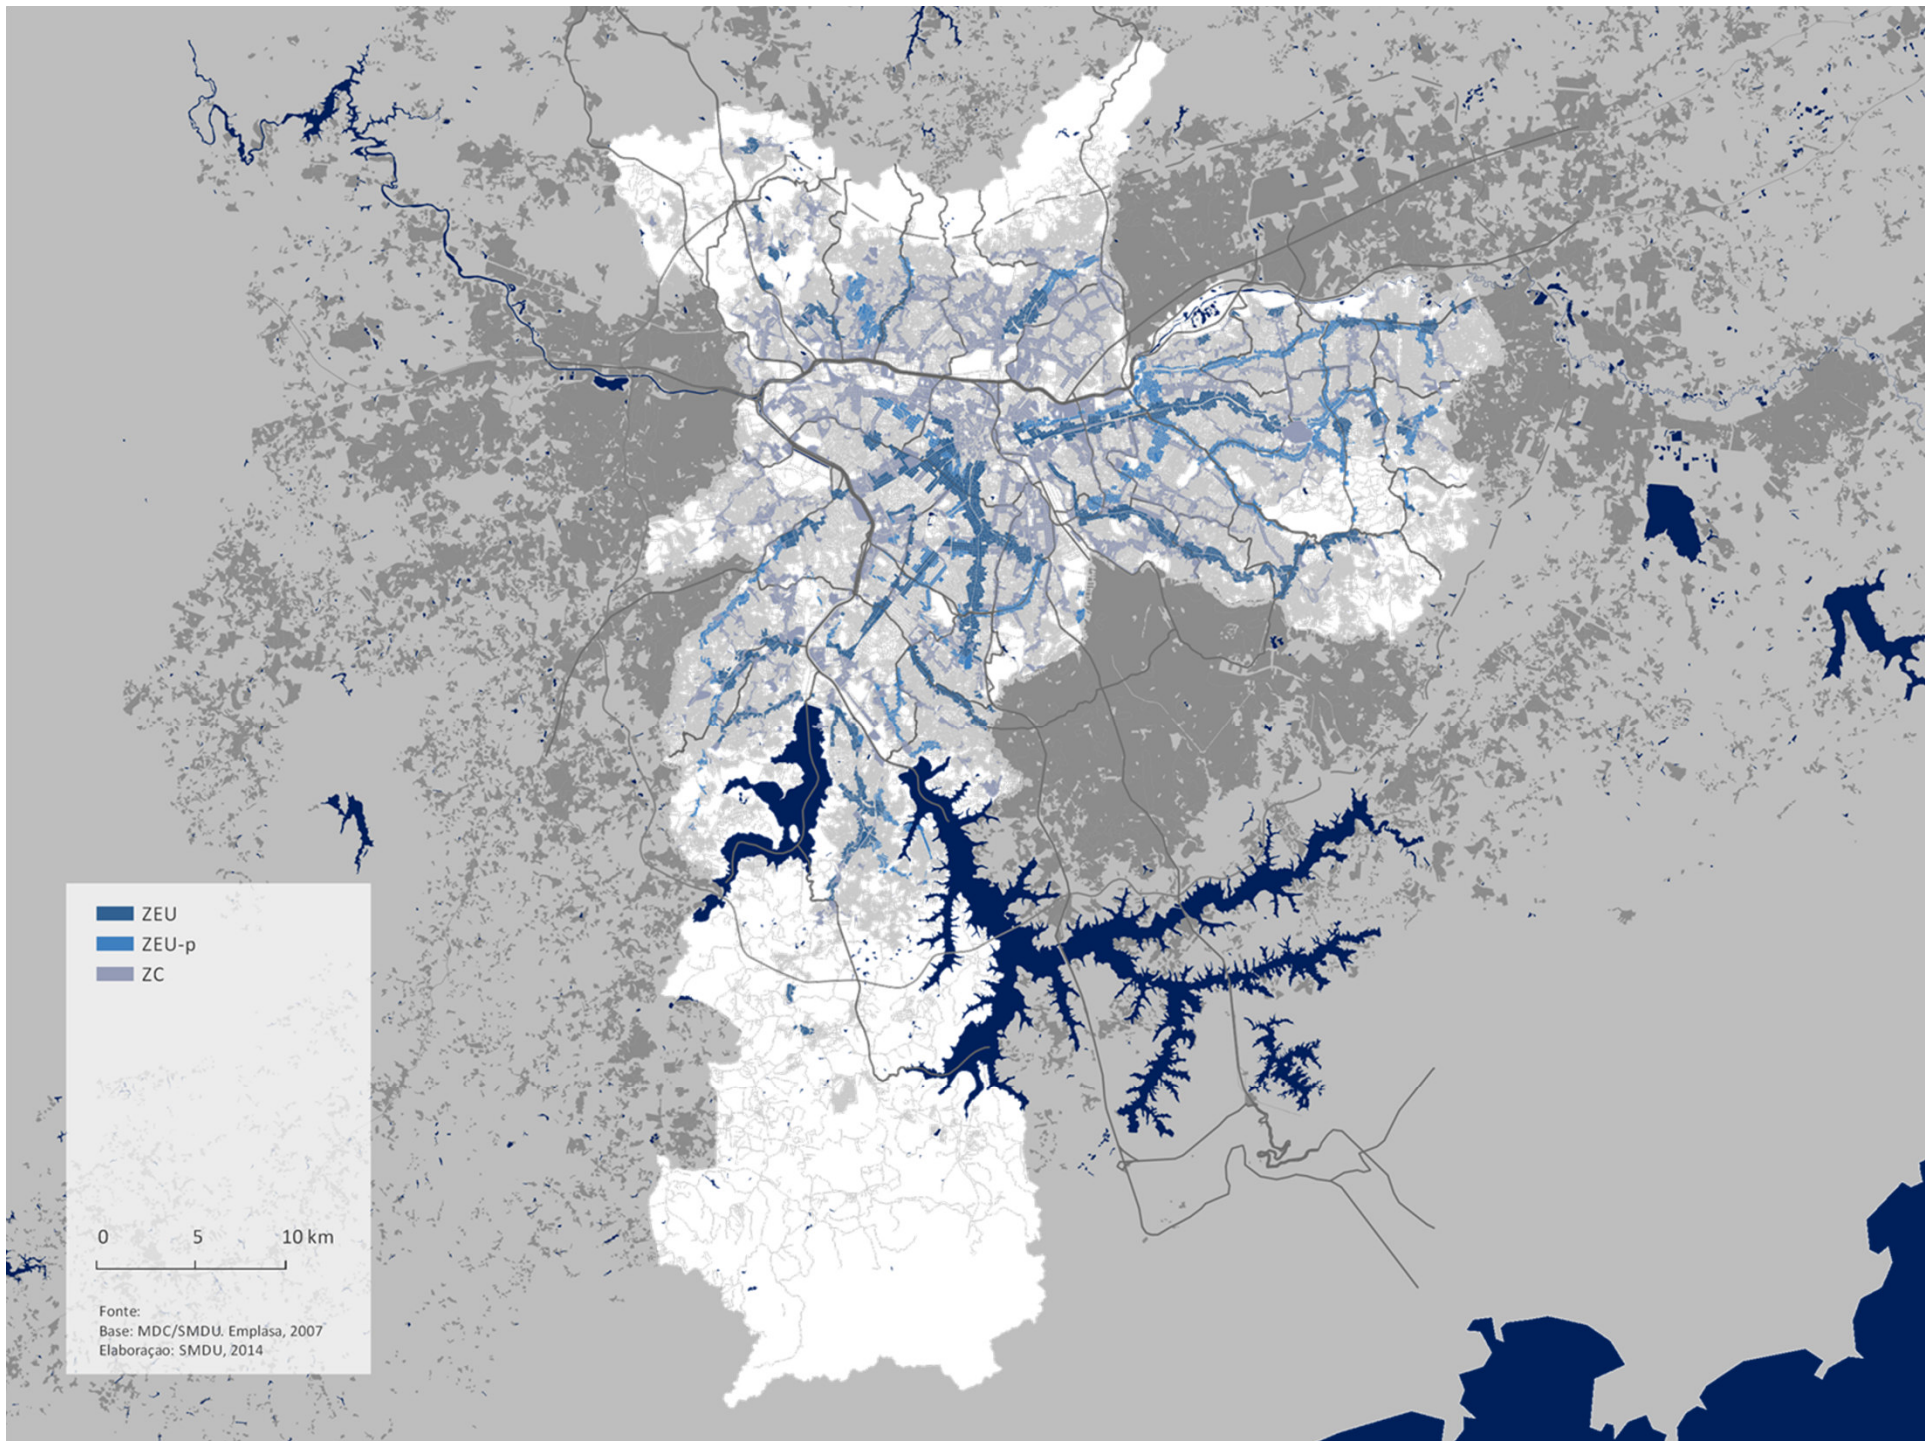 ZEU
ZEU-p
ZC
0 5 10 km
Fonte:
Base: MDC/SMDU. Emplasa, 2007
Elaboraçao: SMDU, 2014